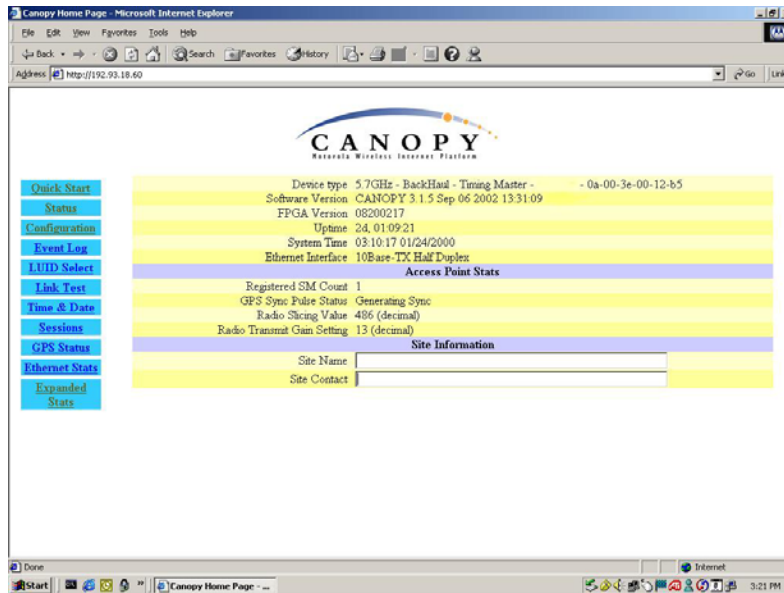 Canopy Home Page - Microsoft Internet Explorer
File Edit View Favorites Tools Help
Back Search Favorites History
Address http://192.93.18.60 Go Link
CANOPY
Motorola Wireless Internet Platform
Quick Start
Status
Configuration
Event Log
LUID Select
Link Test
Time & Date
Sessions
GPS Status
Ethernet Stats
Expanded
Stats
Device type 5.7GHz - BackHaul - Timing Master - - 0a-00-3e-00-12-b5
Software Version CANOPY 3.1.5 Sep 06 2002 13:31:09
FPGA Version 08200217
Uptime 24, 01:09:21
System Time 03:10:17 01/24/2000
Ethernet Interface 10Base-TX Half Duplex
Access Point Stats
Registered SM Count 1
GPS Sync Pulse Status Generating Sync
Radio Slicing Value 486 (decimal)
Radio Transmit Gain Setting 13 (decimal)
Site Information
Site Name
Site Contact
Done Internet
Start » Canopy Home Page - ... 3:21 PM